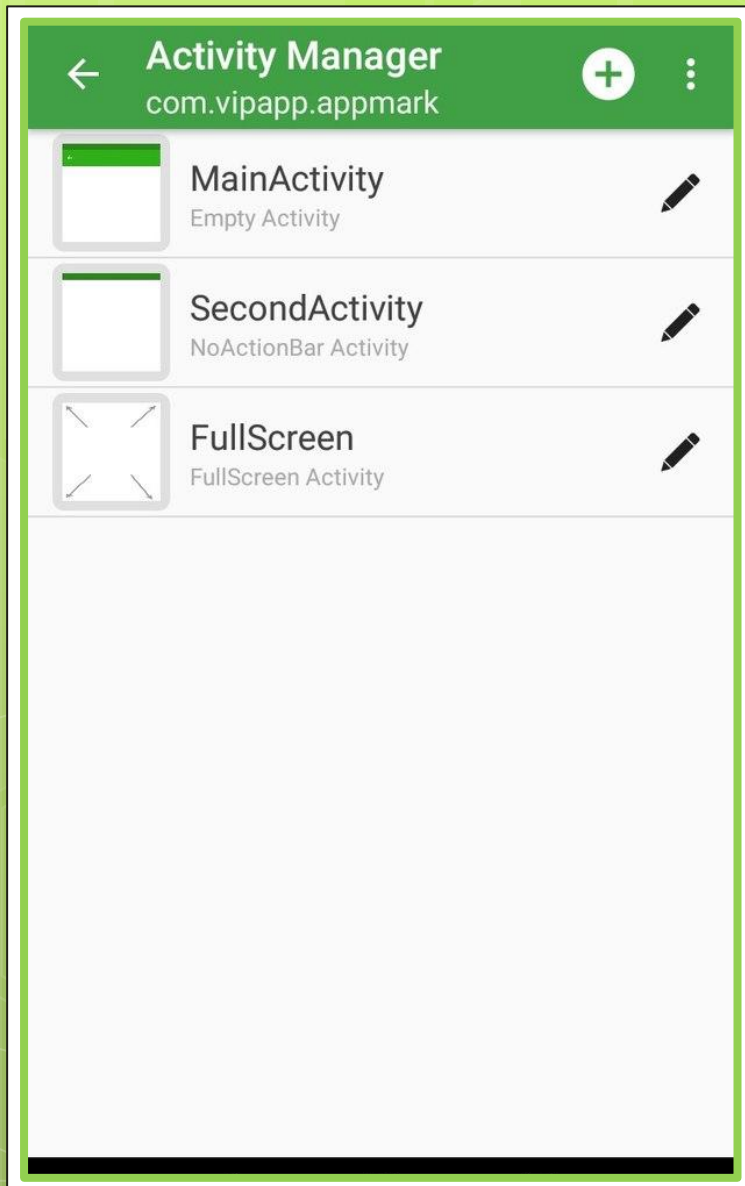 Activity Manager
com.vipapp.appmark
MainActivity
Empty Activity
SecondActivity
NoActionBar Activity
FullScreen
FullScreen Activity